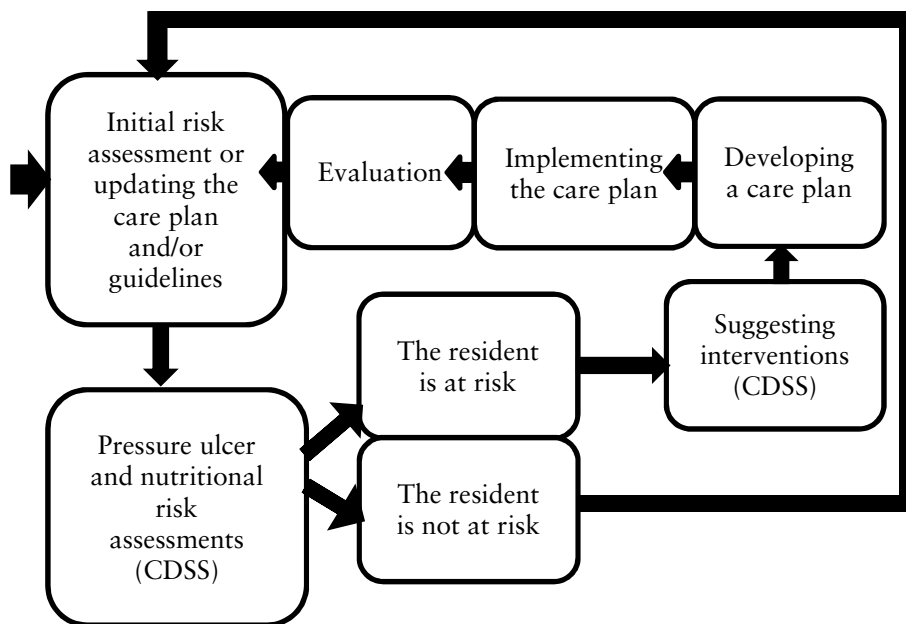 Initial risk
assessment or
updating the
care plan
and/or
guidelines
Evaluation
Implementing
the care plan
Developing
a care plan
The resident
is at risk
Suggesting
interventions
(CDSS)
Pressure ulcer
and nutritional
risk
assessments
(CDSS)
The resident
is not at risk